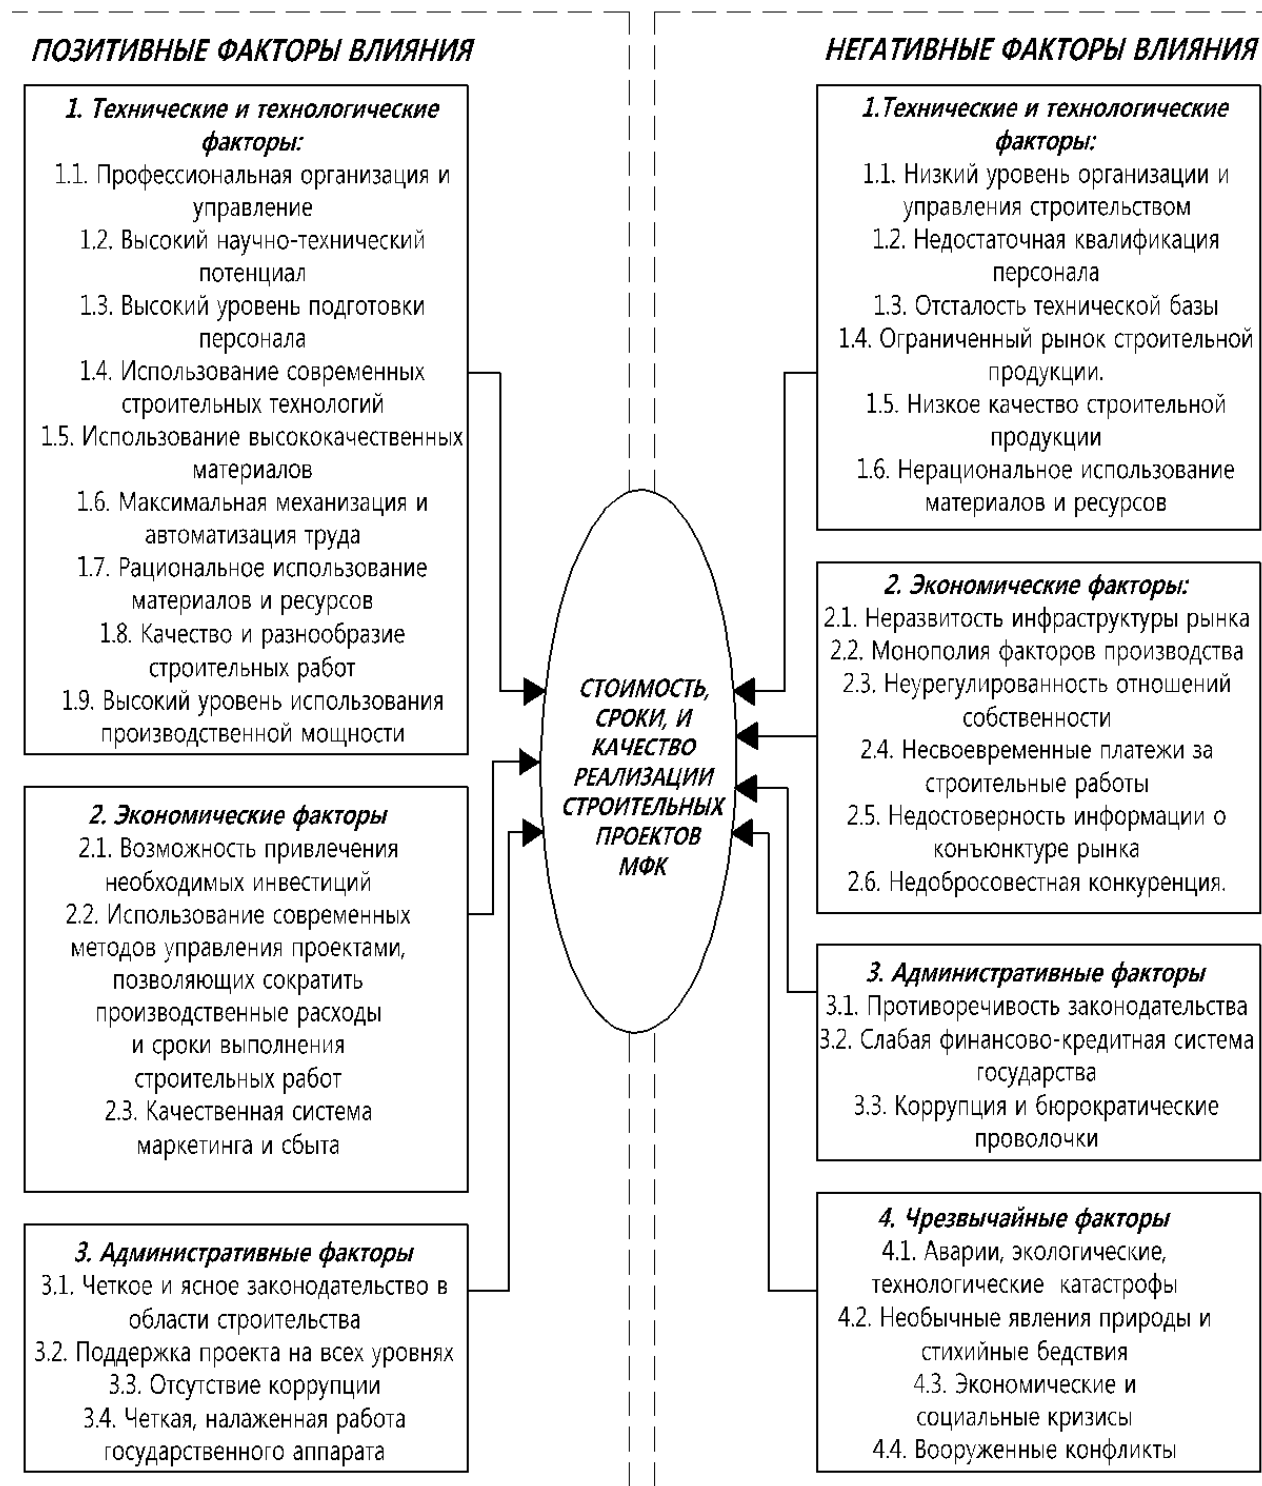 ПОЗИТИВНЫЕ ФАКТОРЫ ВЛИЯНИЯ
1. Технические и технологические
факторы:
1.1. Профессиональная организация и
управление
1.2. Высокий научно-технический
потенциал
1.3. Высокий уровень подготовки
персонала
1.4. Использование современных
строительных технологий
1.5. Использование высококачественных
материалов
1.6. Максимальная механизация и
автоматизация труда
1.7. Рациональное использование
материалов и ресурсов
1.8. Качество и разнообразие
строительных работ
1.9. Высокий уровень использования
производственной мощности
2. Экономические факторы
2.1. Возможность привлечения
необходимых инвестиций
2.2. Использование современных
методов управления проектами,
позволяющих сократить
производственные расходы
и сроки выполнения
строительных работ
2.3. Качественная система
маркетинга и сбыта
3. Административные факторы
3.1. Четкое и ясное законодательство в
области строительства
3.2. Поддержка проекта на всех уровнях
3.3. Отсутствие коррупции
3.4. Четкая, налаженная работа
государственного аппарата
СТОИМОСТЬ,
СРОКИ, И
КАЧЕСТВО
РЕАЛИЗАЦИИ
СТРОИТЕЛЬНЫХ
ПРОЕКТОВ
МФК
НЕГАТИВНЫЕ ФАКТОРЫ ВЛИЯНИЯ
1.Технические и технологические
факторы:
1.1. Низкий уровень организации и
управления строительством
1.2. Недостаточная квалификация
персонала
1.3. Отсталость технической базы
1.4. Ограниченный рынок строительной
продукции.
1.5. Низкое качество строительной
продукции
1.6. Нерациональное использование
материалов и ресурсов
2. Экономические факторы:
2.1. Неразвитость инфраструктуры рынка
2.2. Монополия факторов производства
2.3. Неурегулированность отношений
собственности
2.4. Несвоевременные платежи за
строительные работы
2.5. Недостоверность информации о
конъюнктуре рынка
2.6. Недобросовестная конкуренция.
3. Административные факторы
3.1. Противоречивость законодательства
3.2. Слабая финансово-кредитная система
государства
3.3. Коррупция и бюрократические
проволочки
4. Чрезвычайные факторы
4.1. Аварии, экологические,
технологические катастрофы
4.2. Необычные явления природы и
стихийные бедствия
4.3. Экономические и
социальные кризисы
4.4. Вооруженные конфликты